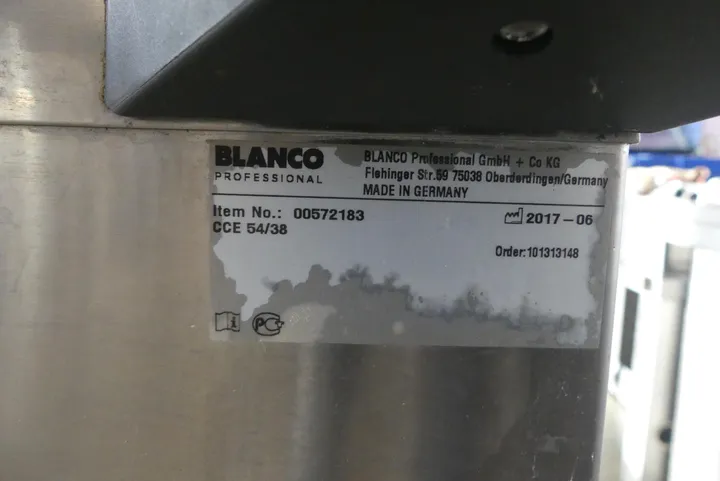 BLANCO
PROFESSIONAL
BLANCO Professional GmbH + Co KG
Flehinger Str.59 75038 Oberderdingen/Germany
MADE IN GERMANY
Item No.: 00572183
2017-06
CCE 54/38
Order:101313148